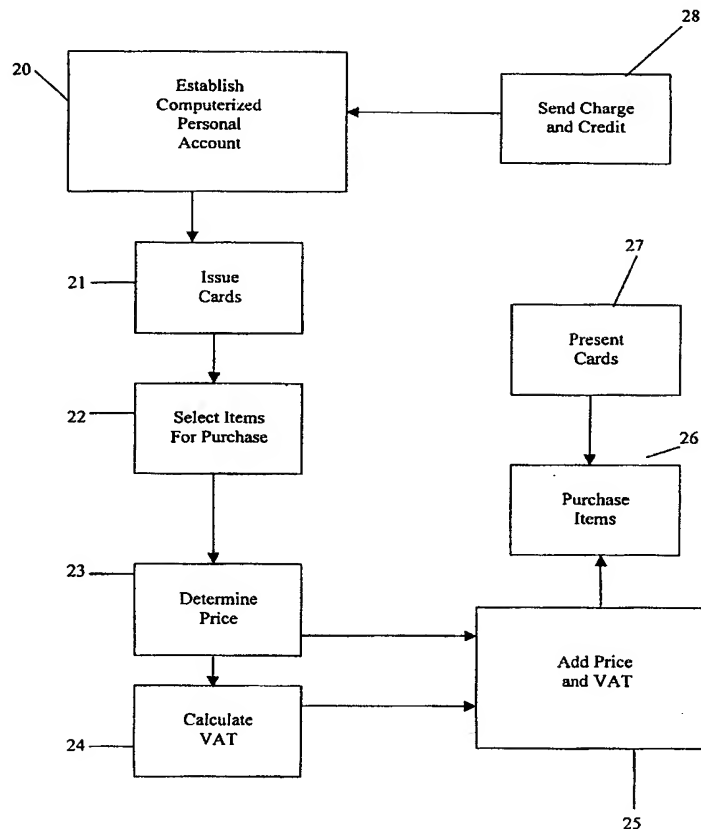 28
20
Establish
Computerized
Personal
Account
Send Charge
and Credit
21
Issue
Cards
27
Present
Cards
22
Select Items
For Purchase
26
Purchase
Items
23
Determine
Price
Add Price
and VAT
24
Calculate
VAT
25